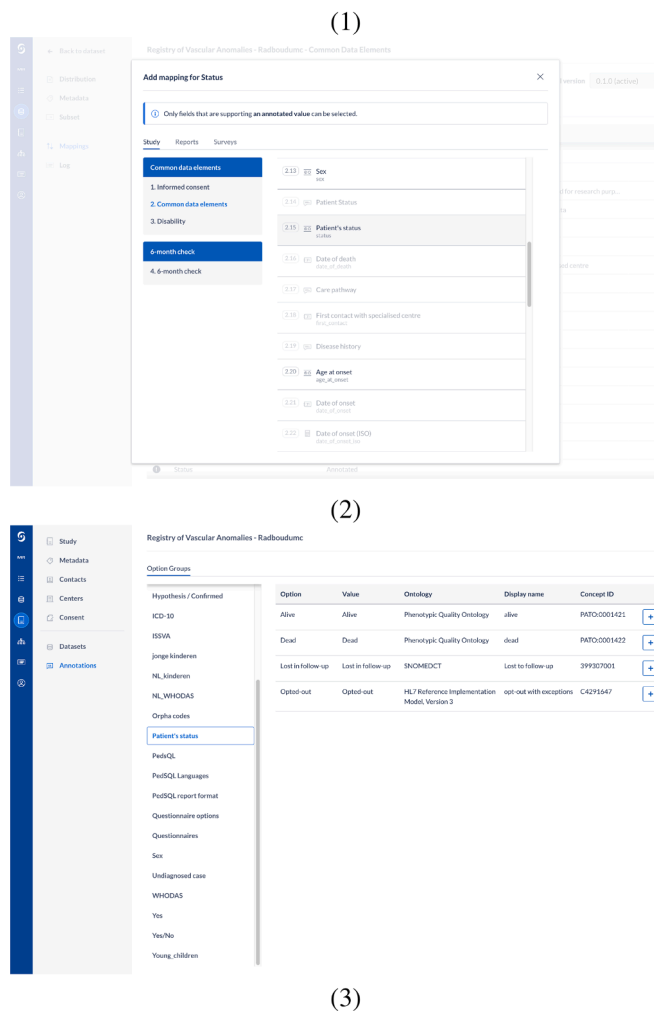 (1)
← Back to dataset
Registry of Vascular Anomalies - Radboudumc - Common Data Elements
Distribution
Metadata
Subset
Mappings
Log
version 0.1.0 (active)
Add mapping for Status
Only fields that are supporting an annotated value can be selected.
Study Reports Surveys
Common data elements
1. Informed consent
2. Common data elements
3. Disability
6-month check
4. 6-month check
2.13 Sex
sex
2.14 Patient Status
2.15 Patient's status
status
2.16 Date of death
date_of_death
2.17 Care pathway
2.18 First contact with specialised centre
first_contact
2.19 Disease history
2.20 Age at onset
age_at_onset
2.21 Date of onset
date_of_onset
2.22 Date of onset (ISO)
date_of_onset_iso
d for research purp...
ed centre
Status Annotated
(2)
MH
Study
Metadata
Contacts
Centers
Consent
Datasets
Annotations
Registry of Vascular Anomalies - Radboudumc
Option Groups
Hypothesis / Confirmed
ICD-10
ISSVA
jonge kinderen
NL_kinderen
NL_WHODAS
Orpha codes
Patient's status
PedsQL
PedSQL Languages
PedSQL report format
Questionnaire options
Questionnaires
Sex
Undiagnosed case
WHODAS
Yes
Yes/No
Young_children
Option Value Ontology Display name Concept ID
Alive Alive Phenotypic Quality Ontology alive PATO:0001421 +
Dead Dead Phenotypic Quality Ontology dead PATO:0001422 +
Lost in follow-up Lost in follow-up SNOMEDCT Lost to follow-up 399307001 +
Opted-out Opted-out HL7 Reference Implementation opt-out with exceptions C4291647 +
Model, Version 3
(3)